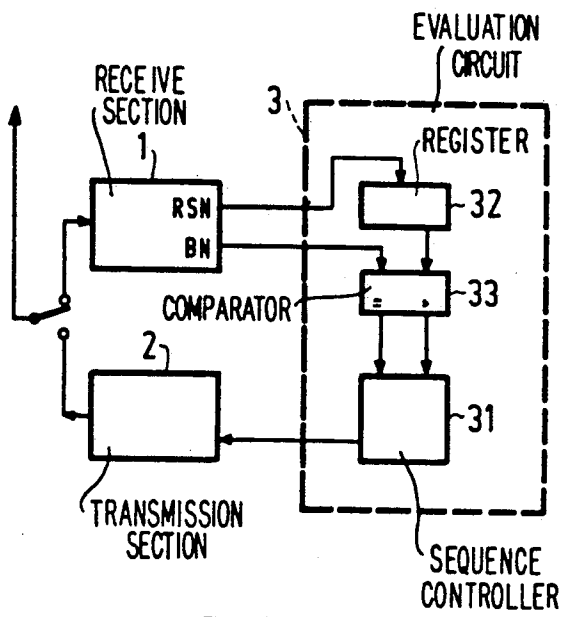 EVALUATION
CIRCUIT
RECEIVE
SECTION
1
3
REGISTER
RSN
32
BN
COMPARATOR
=
33
2
31
TRANSMISSION
SECTION
SEQUENCE
CONTROLLER